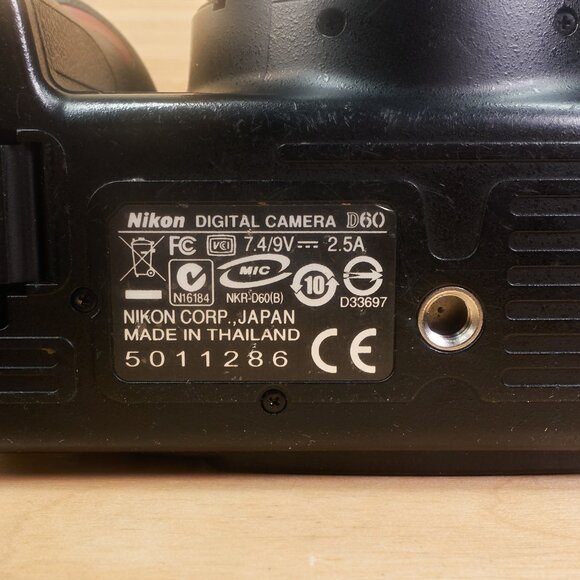 Nikon DIGITAL CAMERA D60
FC VCI 7.4/9V⎓ 2.5A
MIC 10
N16184 NKR-D60(B) D33697
NIKON CORP.,JAPAN
MADE IN THAILAND
5011286 CE